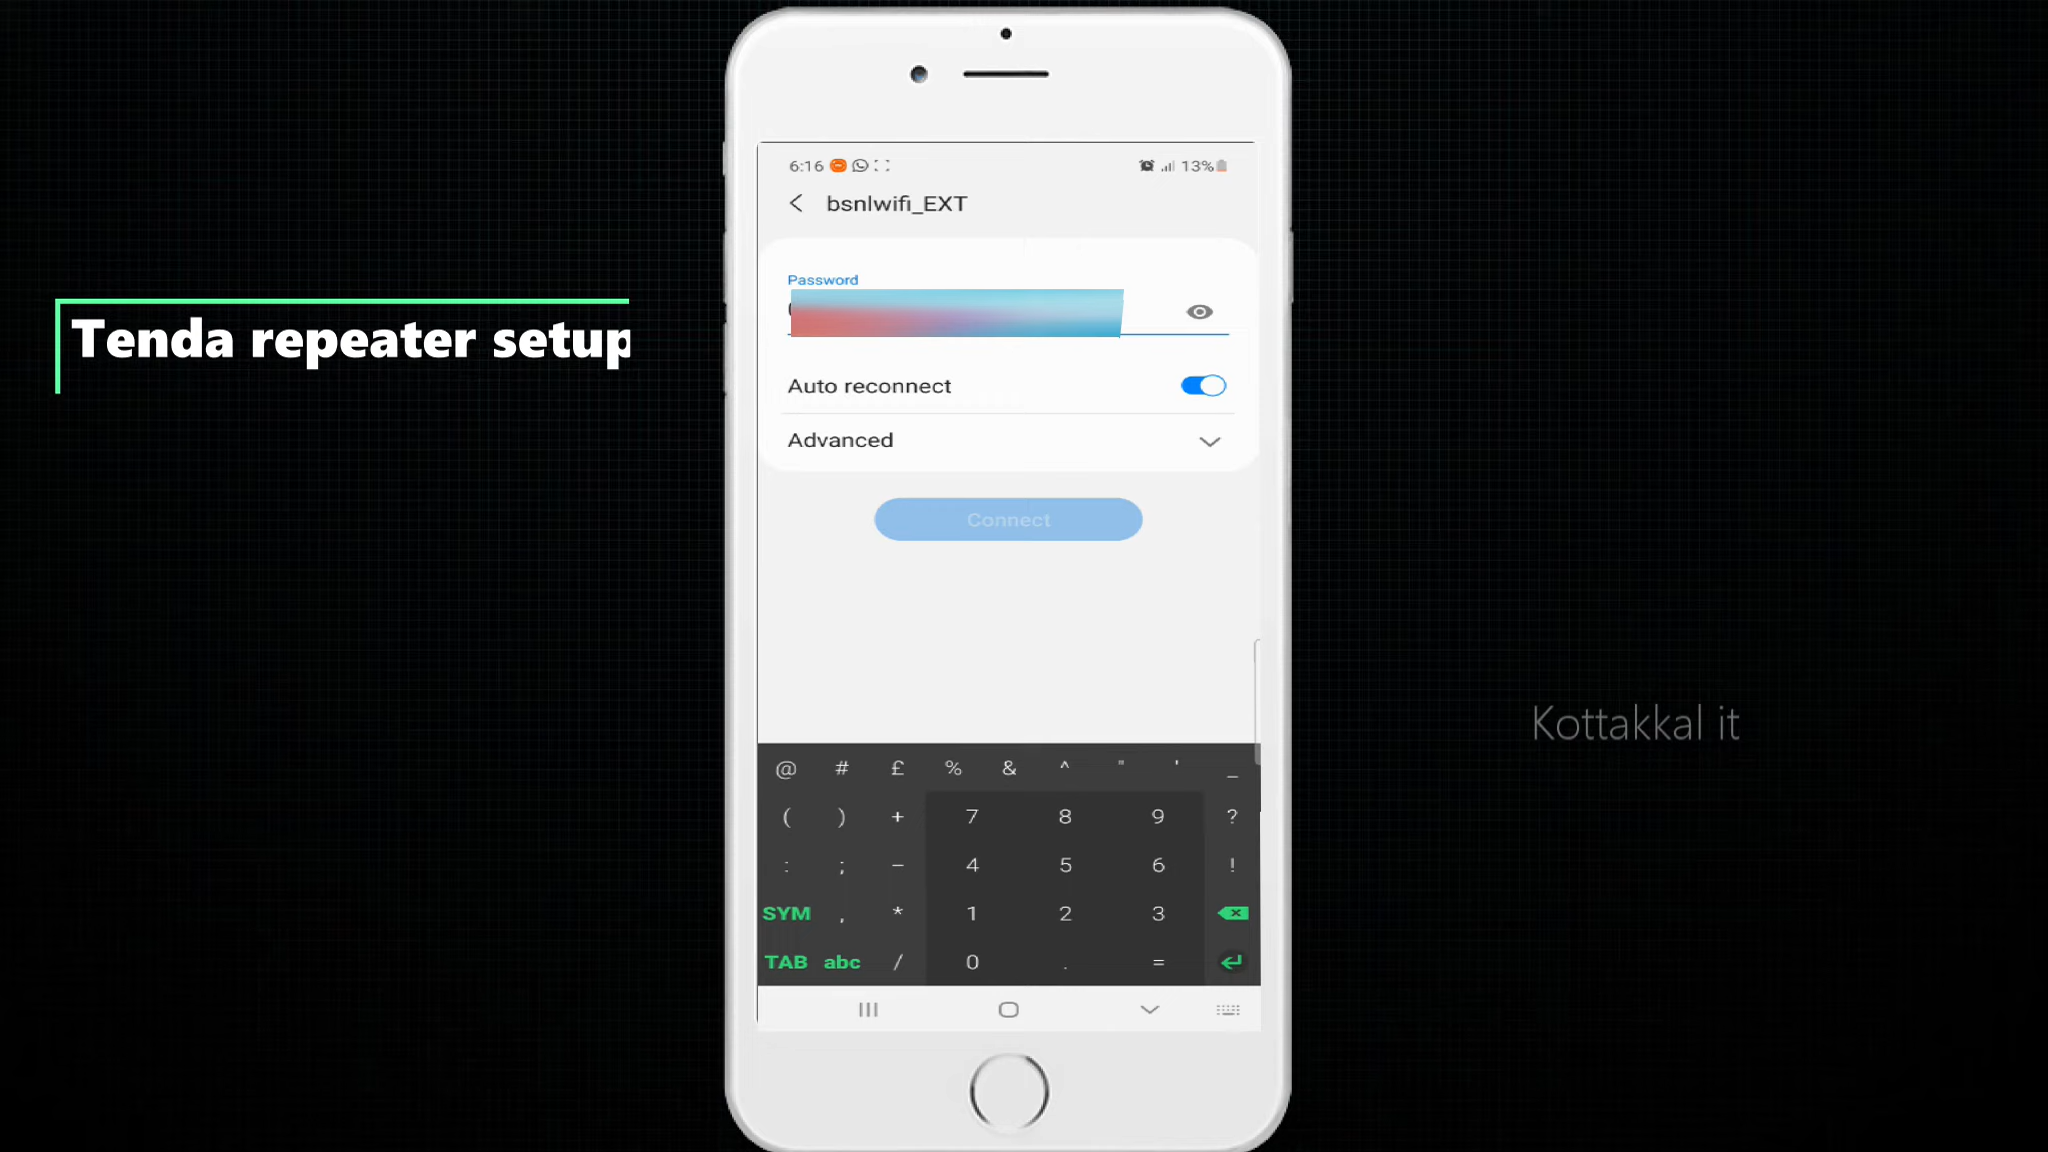 Tenda repeater setup
6:16
13%
bsnlwifi_EXT
Password
Auto reconnect
Advanced
Connect
Kottakkal it
@ # £ % & ^ " ' _
( ) + 7 8 9 ?
: ; − 4 5 6 !
SYM , * 1 2 3
TAB abc / 0 . =